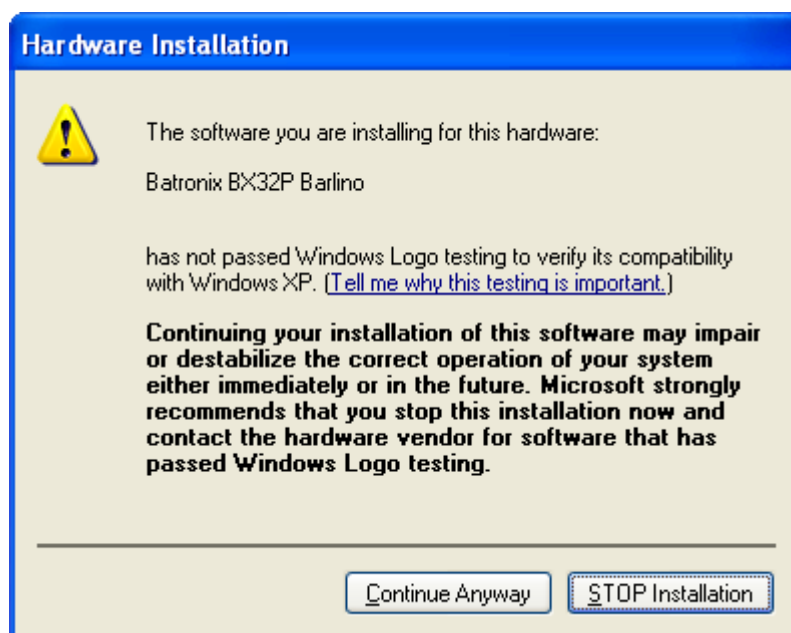 Hardware Installation
The software you are installing for this hardware:
Batronix BX32P Barlino
has not passed Windows Logo testing to verify its compatibility
with Windows XP. (Tell me why this testing is important.)
Continuing your installation of this software may impair
or destabilize the correct operation of your system
either immediately or in the future. Microsoft strongly
recommends that you stop this installation now and
contact the hardware vendor for software that has
passed Windows Logo testing.
Continue Anyway
STOP Installation